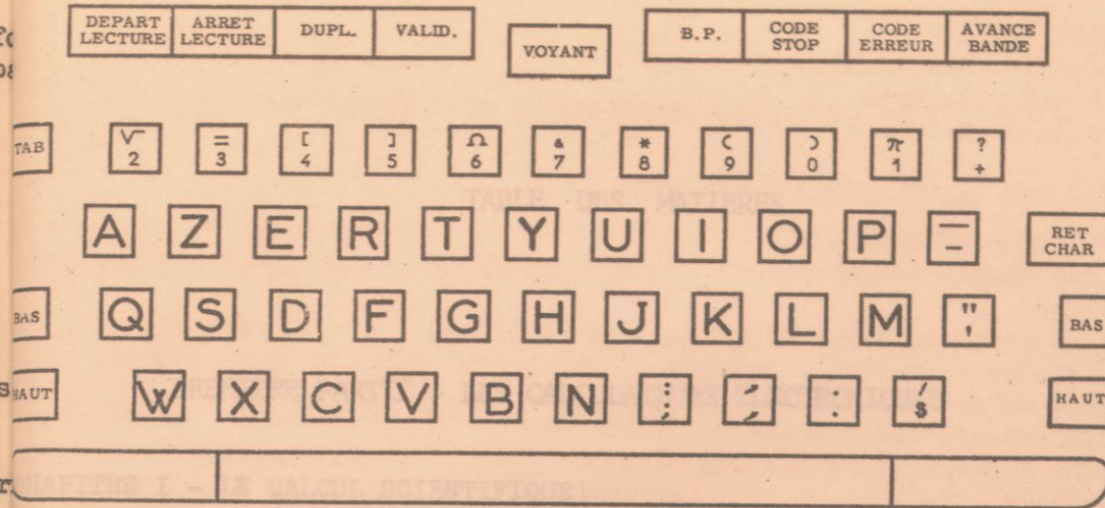 DEPART LECTURE ARRET LECTURE DUPL. VALID. VOYANT B.P. CODE STOP CODE ERREUR AVANCE BANDE
TAB √ 2 = 3 [ 4 ] 5 Ω 6 & 7 * 8 ( 9 ) 0 π 1 ? +
TABLE DES MATIERES
A Z E R T Y U I O P — - RET CHAR
BAS Q S D F G H J K L M " ' BAS
HAUT W X C V B N ; . / $ HAUT
CHAPITRE I - LE CALCUL SCIENTIFIQUE